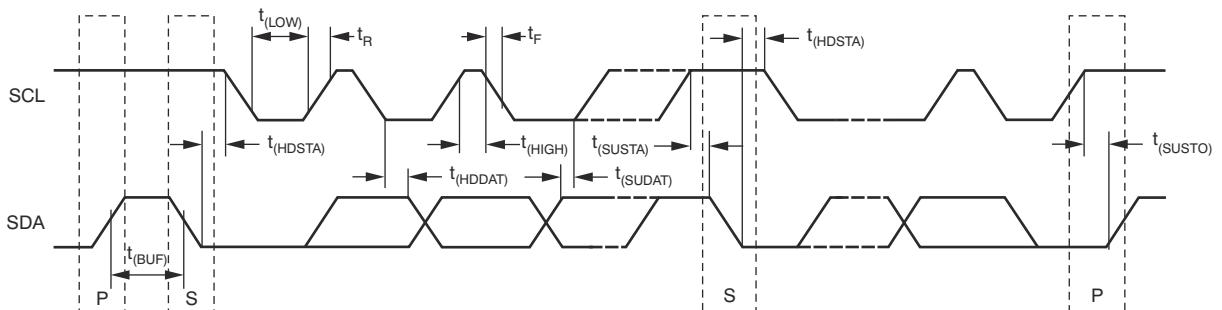 t(LOW)
tR
tF
t(HDSTA)
SCL
t(HDSTA)
t(HIGH)
t(SUSTA)
t(SUSTO)
t(HDDAT)
t(SUDAT)
SDA
t(BUF)
P
S
S
P